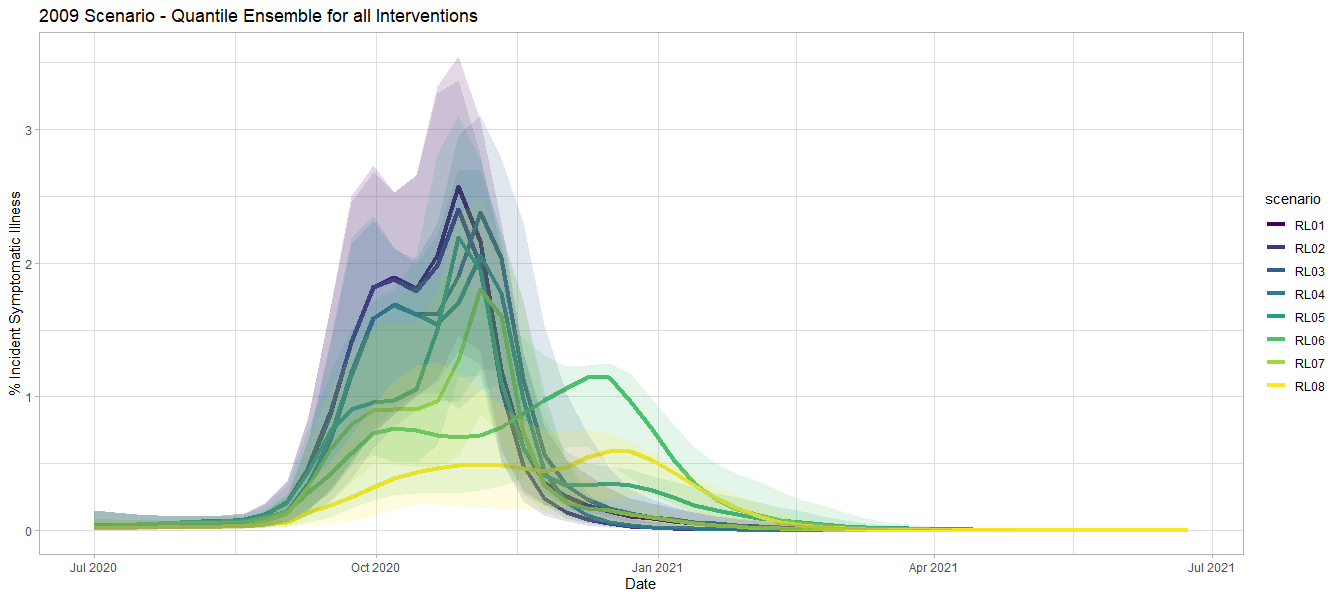 2009 Scenario - Quantile Ensemble for all Interventions
% Incident Symptomatic Illness
3
2
1
0
Jul 2020
Oct 2020
Jan 2021
Apr 2021
Jul 2021
Date
scenario
RL01
RL02
RL03
RL04
RL05
RL06
RL07
RL08